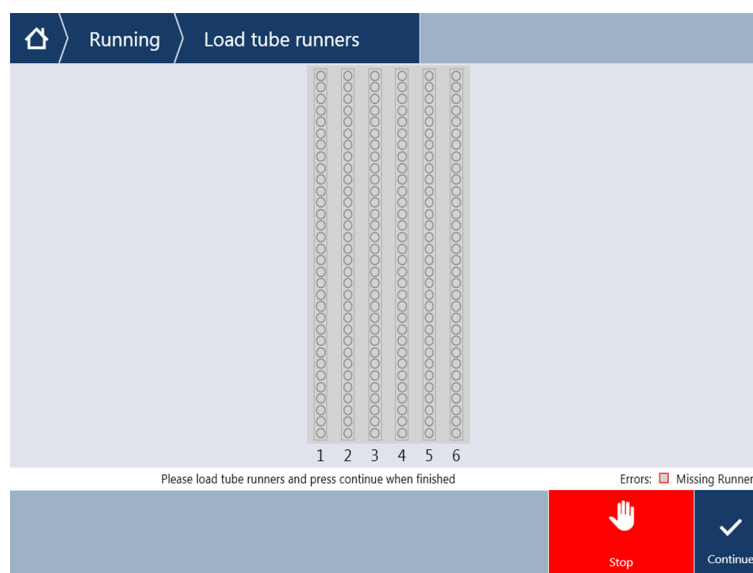 Running Load tube runners
1 2 3 4 5 6
Please load tube runners and press continue when finished
Errors: Missing Runner
Stop
Continue